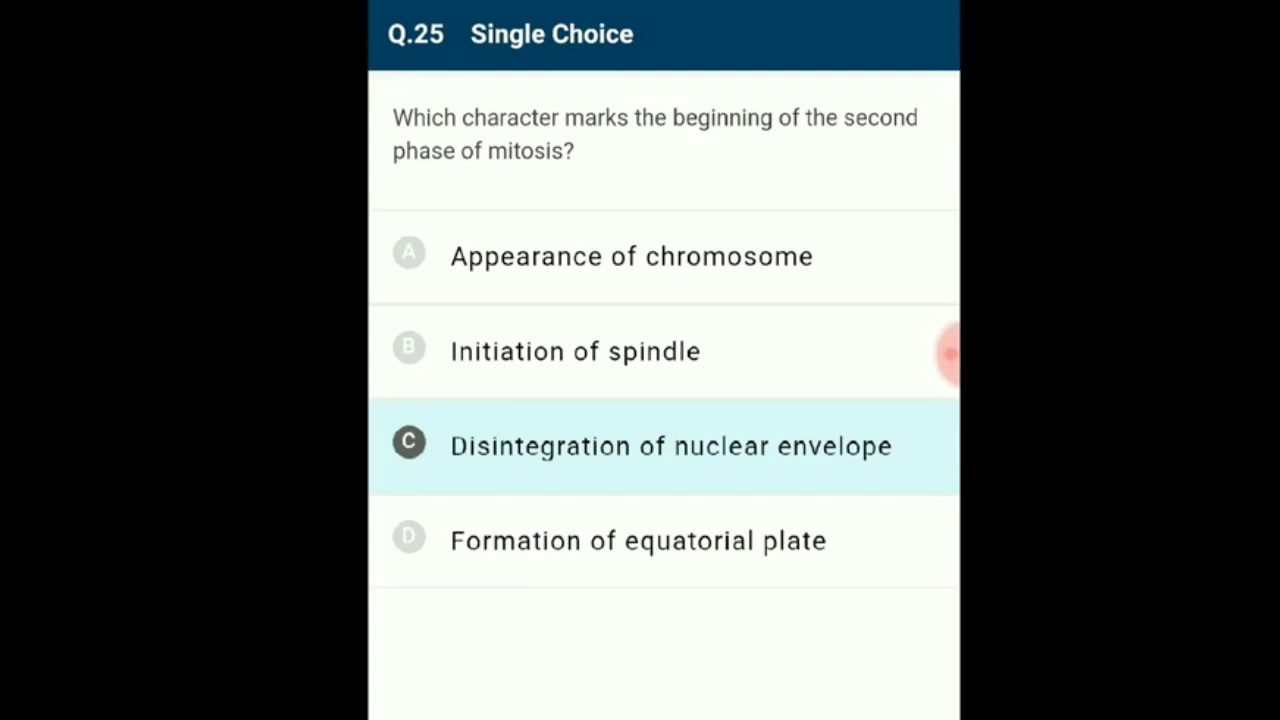 Q.25 Single Choice
Which character marks the beginning of the second
phase of mitosis?
A Appearance of chromosome
B Initiation of spindle
C Disintegration of nuclear envelope
D Formation of equatorial plate